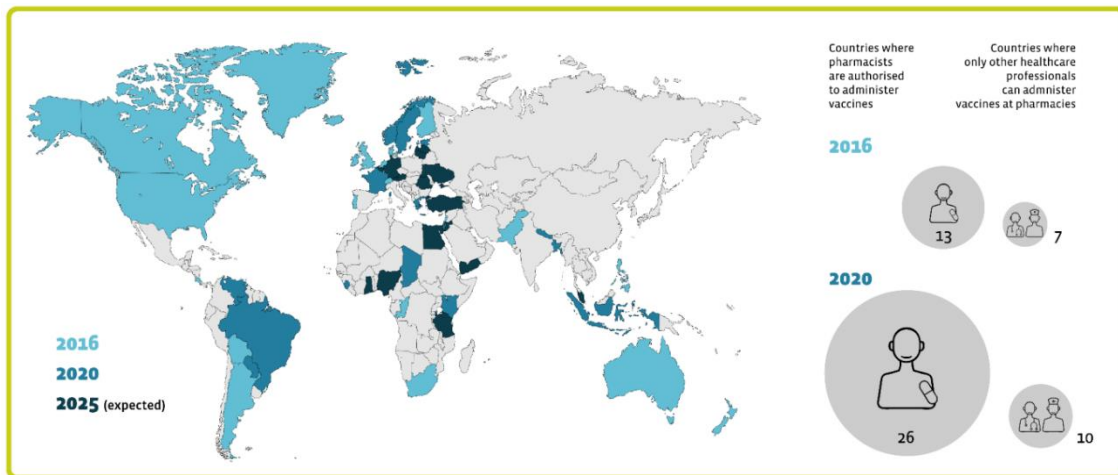 Countries where
pharmacists
are authorised
to administer
vaccines
Countries where
only other healthcare
professionals
can admnister
vaccines at pharmacies
2016
13
7
2020
26
10
2016
2020
2025 (expected)